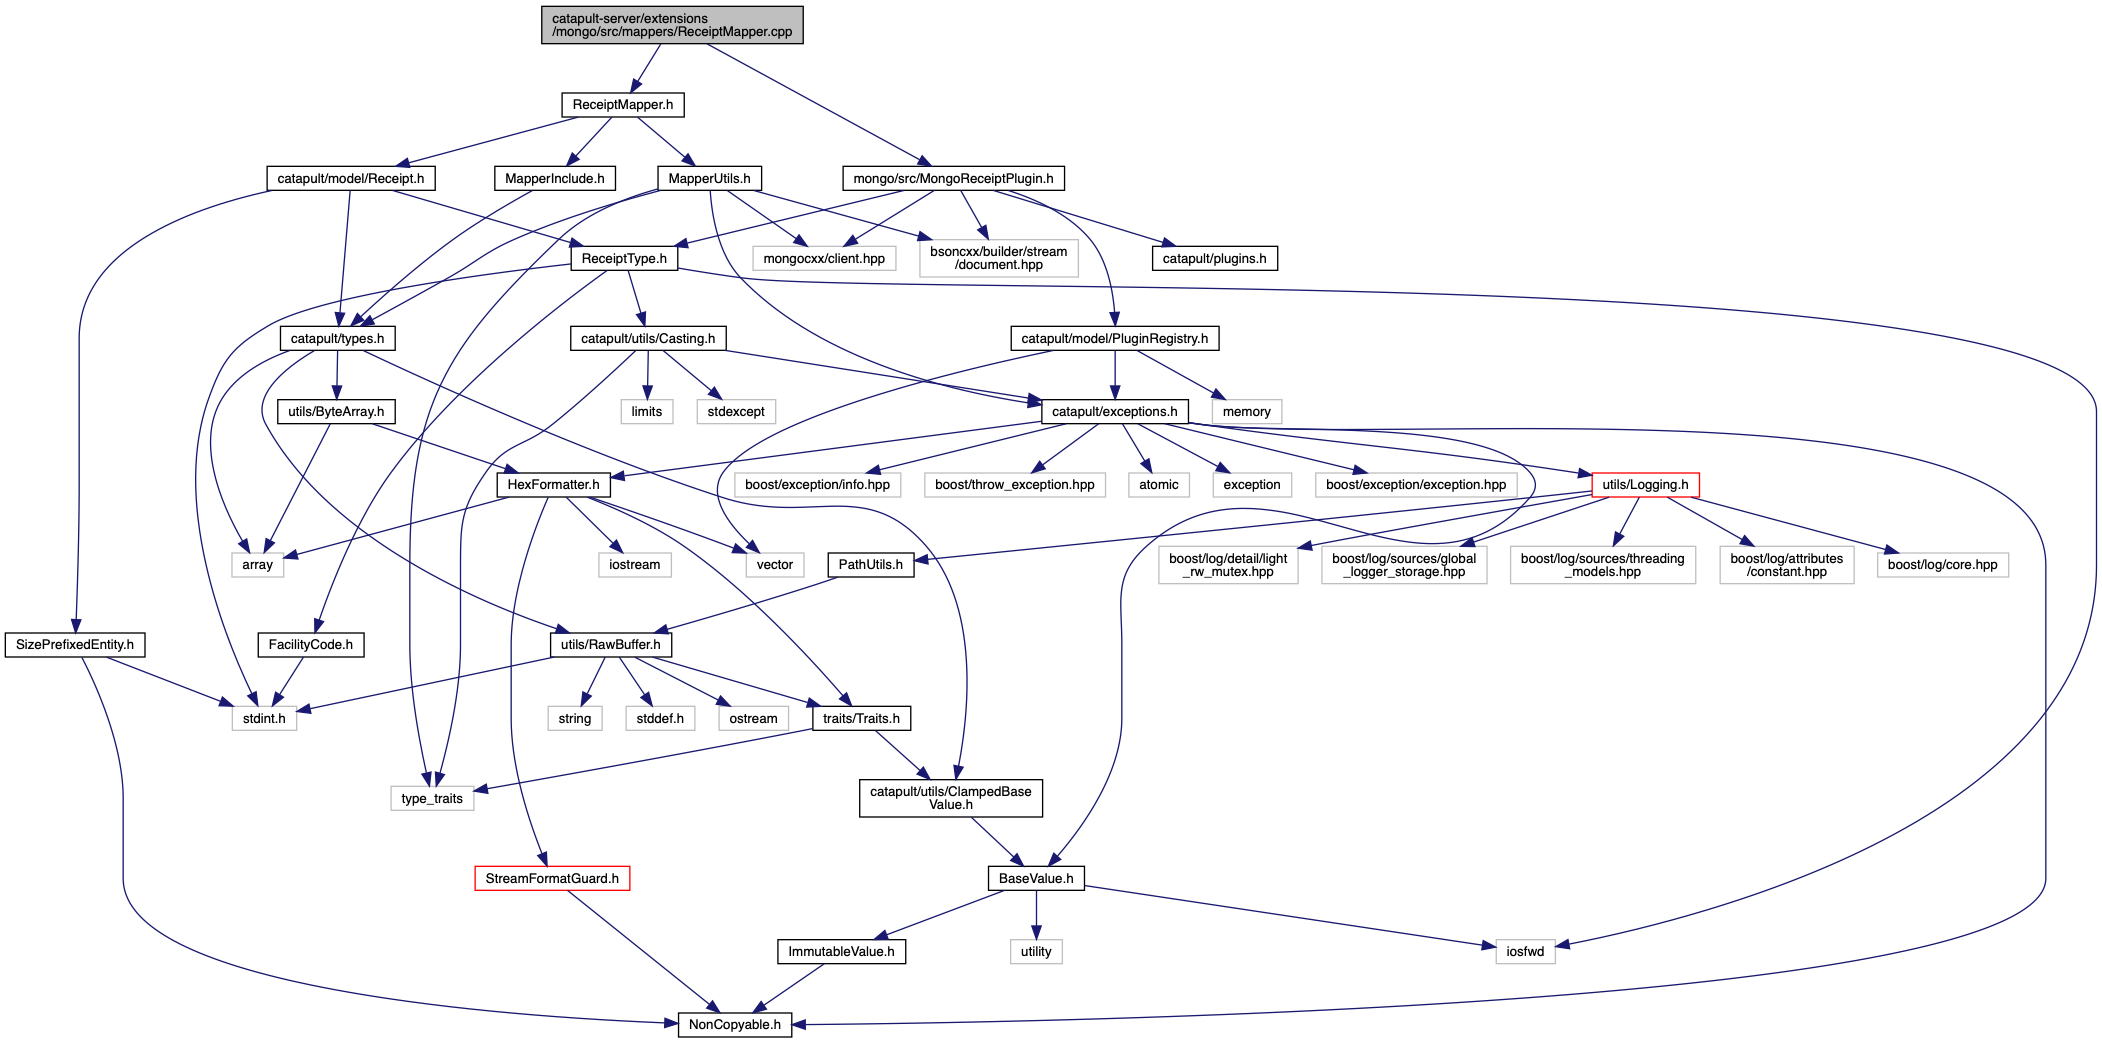 catapult-server/extensions
/mongo/src/mappers/ReceiptMapper.cpp
ReceiptMapper.h
catapult/model/Receipt.h
MapperInclude.h
MapperUtils.h
mongo/src/MongoReceiptPlugin.h
ReceiptType.h
mongocxx/client.hpp
bsoncxx/builder/stream
/document.hpp
catapult/plugins.h
catapult/types.h
catapult/utils/Casting.h
catapult/model/PluginRegistry.h
utils/ByteArray.h
limits
stdexcept
catapult/exceptions.h
memory
HexFormatter.h
boost/exception/info.hpp
boost/throw_exception.hpp
atomic
exception
boost/exception/exception.hpp
utils/Logging.h
array
iostream
vector
PathUtils.h
boost/log/detail/light
_rw_mutex.hpp
boost/log/sources/global
_logger_storage.hpp
boost/log/sources/threading
_models.hpp
boost/log/attributes
/constant.hpp
boost/log/core.hpp
SizePrefixedEntity.h
FacilityCode.h
utils/RawBuffer.h
stdint.h
string
stddef.h
ostream
traits/Traits.h
type_traits
catapult/utils/ClampedBase
Value.h
StreamFormatGuard.h
BaseValue.h
ImmutableValue.h
utility
iosfwd
NonCopyable.h